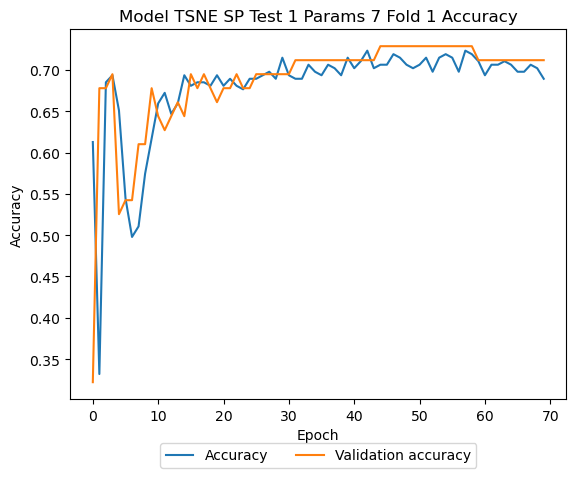 Model TSNE SP Test 1 Params 7 Fold 1 Accuracy
0.70
0.65
0.60
0.55
0.50
0.45
0.40
0.35
Accuracy
0 10 20 30 40 50 60 70
Epoch
Accuracy Validation accuracy